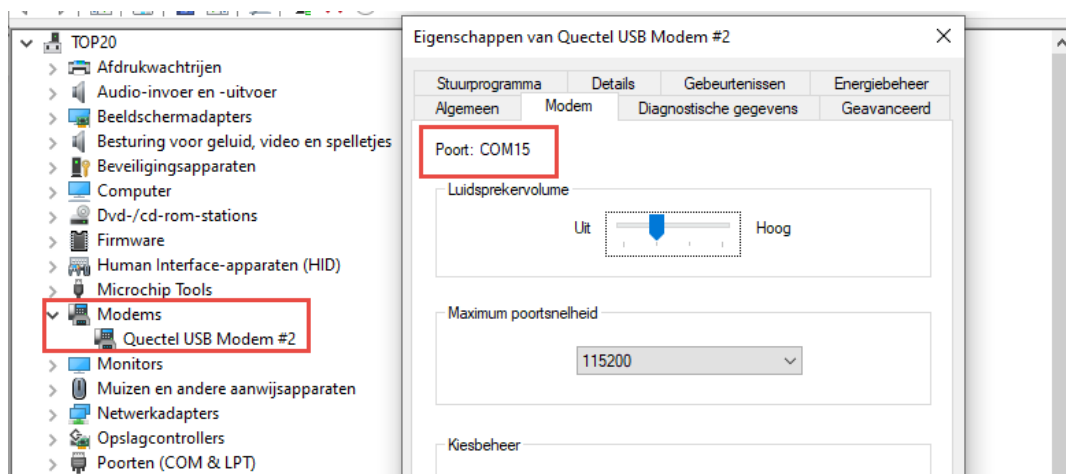 TOP20
Afdrukwachtrijen
Audio-invoer en -uitvoer
Beeldschermadapters
Besturing voor geluid, video en spelletjes
Beveiligingsapparaten
Computer
Dvd-/cd-rom-stations
Firmware
Human Interface-apparaten (HID)
Microchip Tools
Modems
Quectel USB Modem #2
Monitors
Muizen en andere aanwijsapparaten
Netwerkadapters
Opslagcontrollers
Poorten (COM & LPT)
Eigenschappen van Quectel USB Modem #2
Stuurprogramma Details Gebeurtenissen Energiebeheer
Algemeen Modem Diagnostische gegevens Geavanceerd
Poort: COM15
Luidsprekervolume
Uit Hoog
Maximum poortsnelheid
115200
Kiesbeheer